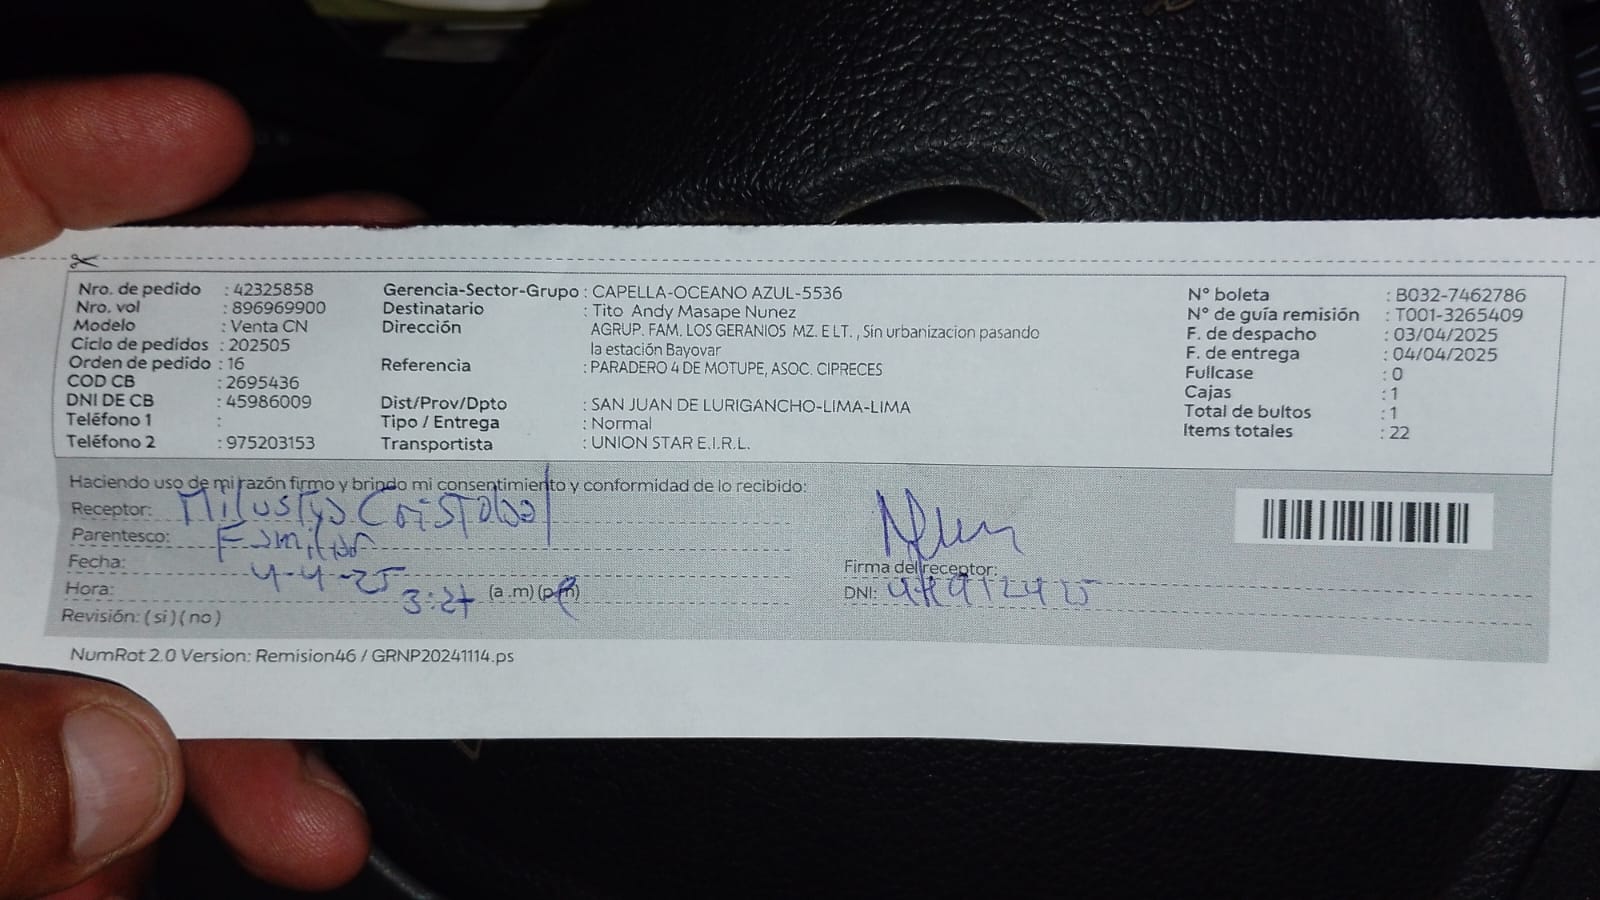 Nro. de pedido : 42325858
Nro. vol : 896969900
Modelo : Venta CN
Ciclo de pedidos : 202505
Orden de pedido : 16
COD CB : 2695436
DNI DE CB : 45986009
Teléfono 1 :
Teléfono 2 : 975203153
Gerencia-Sector-Grupo : CAPELLA-OCEANO AZUL-5536
Destinatario : Tito Andy Masape Nunez
Dirección AGRUP. FAM. LOS GERANIOS MZ. E LT. , Sin urbanizacion pasando
la estación Bayovar
Referencia : PARADERO 4 DE MOTUPE, ASOC. CIPRECES
Dist/Prov/Dpto : SAN JUAN DE LURIGANCHO-LIMA-LIMA
Tipo / Entrega : Normal
Transportista : UNION STAR E.I.R.L.
N° boleta : B032-7462786
N° de guía remisión : T001-3265409
F. de despacho : 03/04/2025
F. de entrega : 04/04/2025
Fullcase : 0
Cajas : 1
Total de bultos : 1
Items totales : 22
Haciendo uso de mi razón firmo y brindo mi consentimiento y conformidad de lo recibido:
Receptor: Cristobal
Parentesco: Familiar
Fecha: 4-4-25
Hora: 3:27 (a .m) (p.m)
Revisión: ( si ) ( no )
Firma del receptor:
DNI:
NumRot 2.0 Version: Remision46 / GRNP20241114.ps